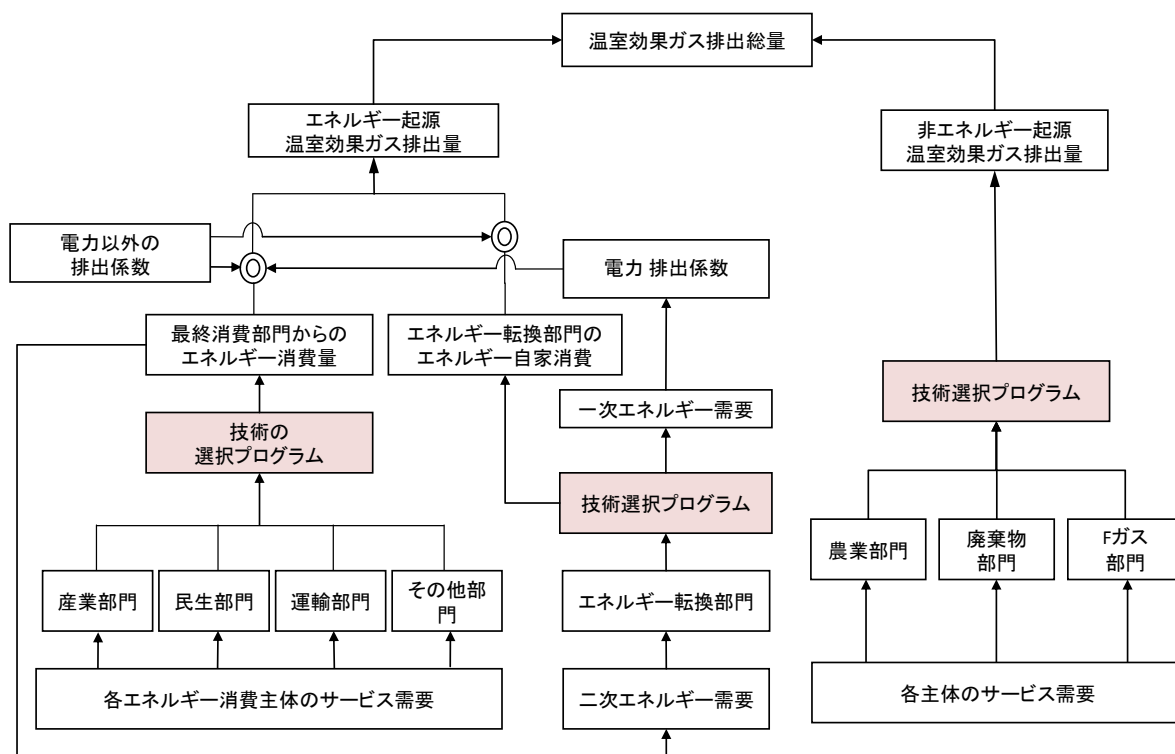 温室効果ガス排出総量
エネルギー起源
温室効果ガス排出量
非エネルギー起源
温室効果ガス排出量
電力以外の
排出係数
電力 排出係数
最終消費部門からの
エネルギー消費量
エネルギー転換部門の
エネルギー自家消費
技術選択プログラム
一次エネルギー需要
技術の
選択プログラム
技術選択プログラム
農業部門
廃棄物
部門
Fガス
部門
産業部門
民生部門
運輸部門
その他部
門
エネルギー転換部門
各エネルギー消費主体のサービス需要
二次エネルギー需要
各主体のサービス需要